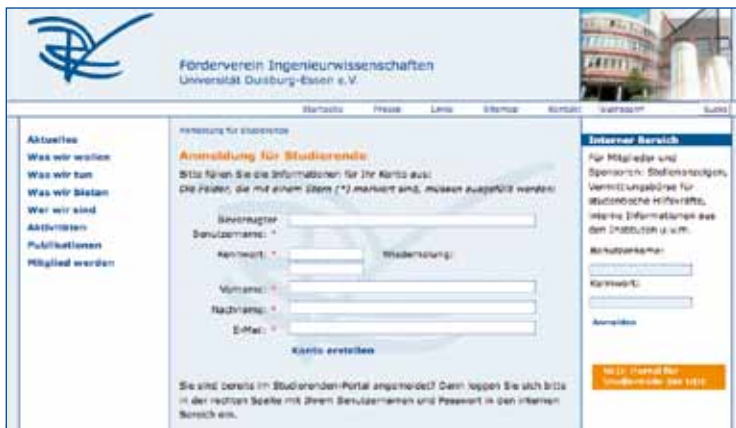 Förderverein Ingenieurwissenschaften
Universität Duisburg-Essen e.V.
Startseite Presse Links Sitemap Kontakt Suche
Aktuelles
Was wir wollen
Was wir tun
Was wir bieten
Wer wir sind
Aktivitäten
Publikationen
Mitglied werden
Anmeldung für Studierende
Anmeldung für Studierende
Bitte füllen Sie die Informationen für Ihr Konto aus:
Die Felder, die mit einem Stern (*) markiert sind, müssen ausgefüllt werden!
Bevorzugter
Benutzername: *
Kennwort: * Wiederholung:
Vorname: *
Nachname: *
E-Mail: *
Konto erstellen
Sie sind bereits im Studierenden-Portal angemeldet? Dann loggen Sie sich bitte
in der rechten Spalte mit Ihrem Benutzernamen und Passwort in den internen
Bereich ein.
Interner Bereich
Für Mitglieder und
Sponsoren: Stellenanzeigen,
Vermittlungsbörse für
studentische Hilfskräfte,
interne Informationen aus
den Instituten u.v.m.
Benutzername:
Kennwort:
Anmelden
Studierende der UDE